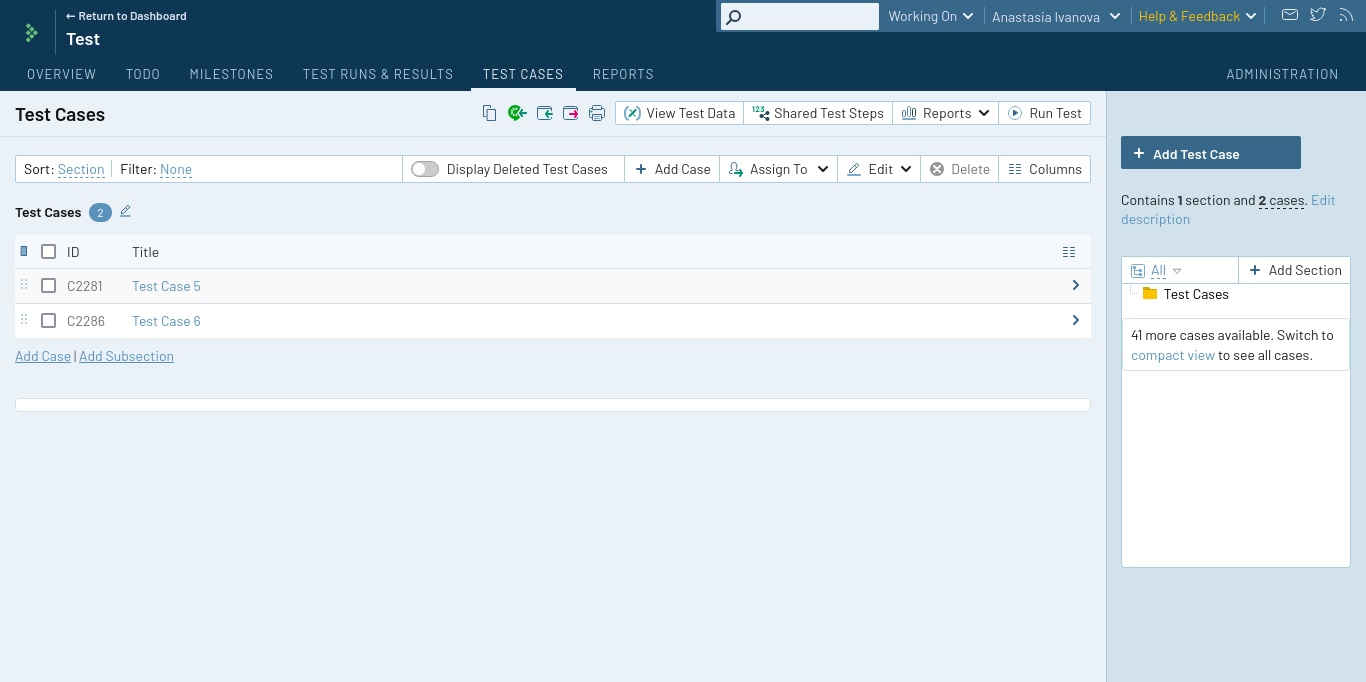 ← Return to Dashboard
Test
Working On
Anastasia Ivanova
Help & Feedback
OVERVIEW
TODO
MILESTONES
TEST RUNS & RESULTS
TEST CASES
REPORTS
ADMINISTRATION
Test Cases
View Test Data
123 Shared Test Steps
Reports
Run Test
Sort: Section
Filter: None
Display Deleted Test Cases
+ Add Case
Assign To
Edit
Delete
Columns
Test Cases 2
ID Title
C2281 Test Case 5
C2286 Test Case 6
Add Case | Add Subsection
+ Add Test Case
Contains 1 section and 2 cases. Edit
description
All
+ Add Section
Test Cases
41 more cases available. Switch to
compact view to see all cases.